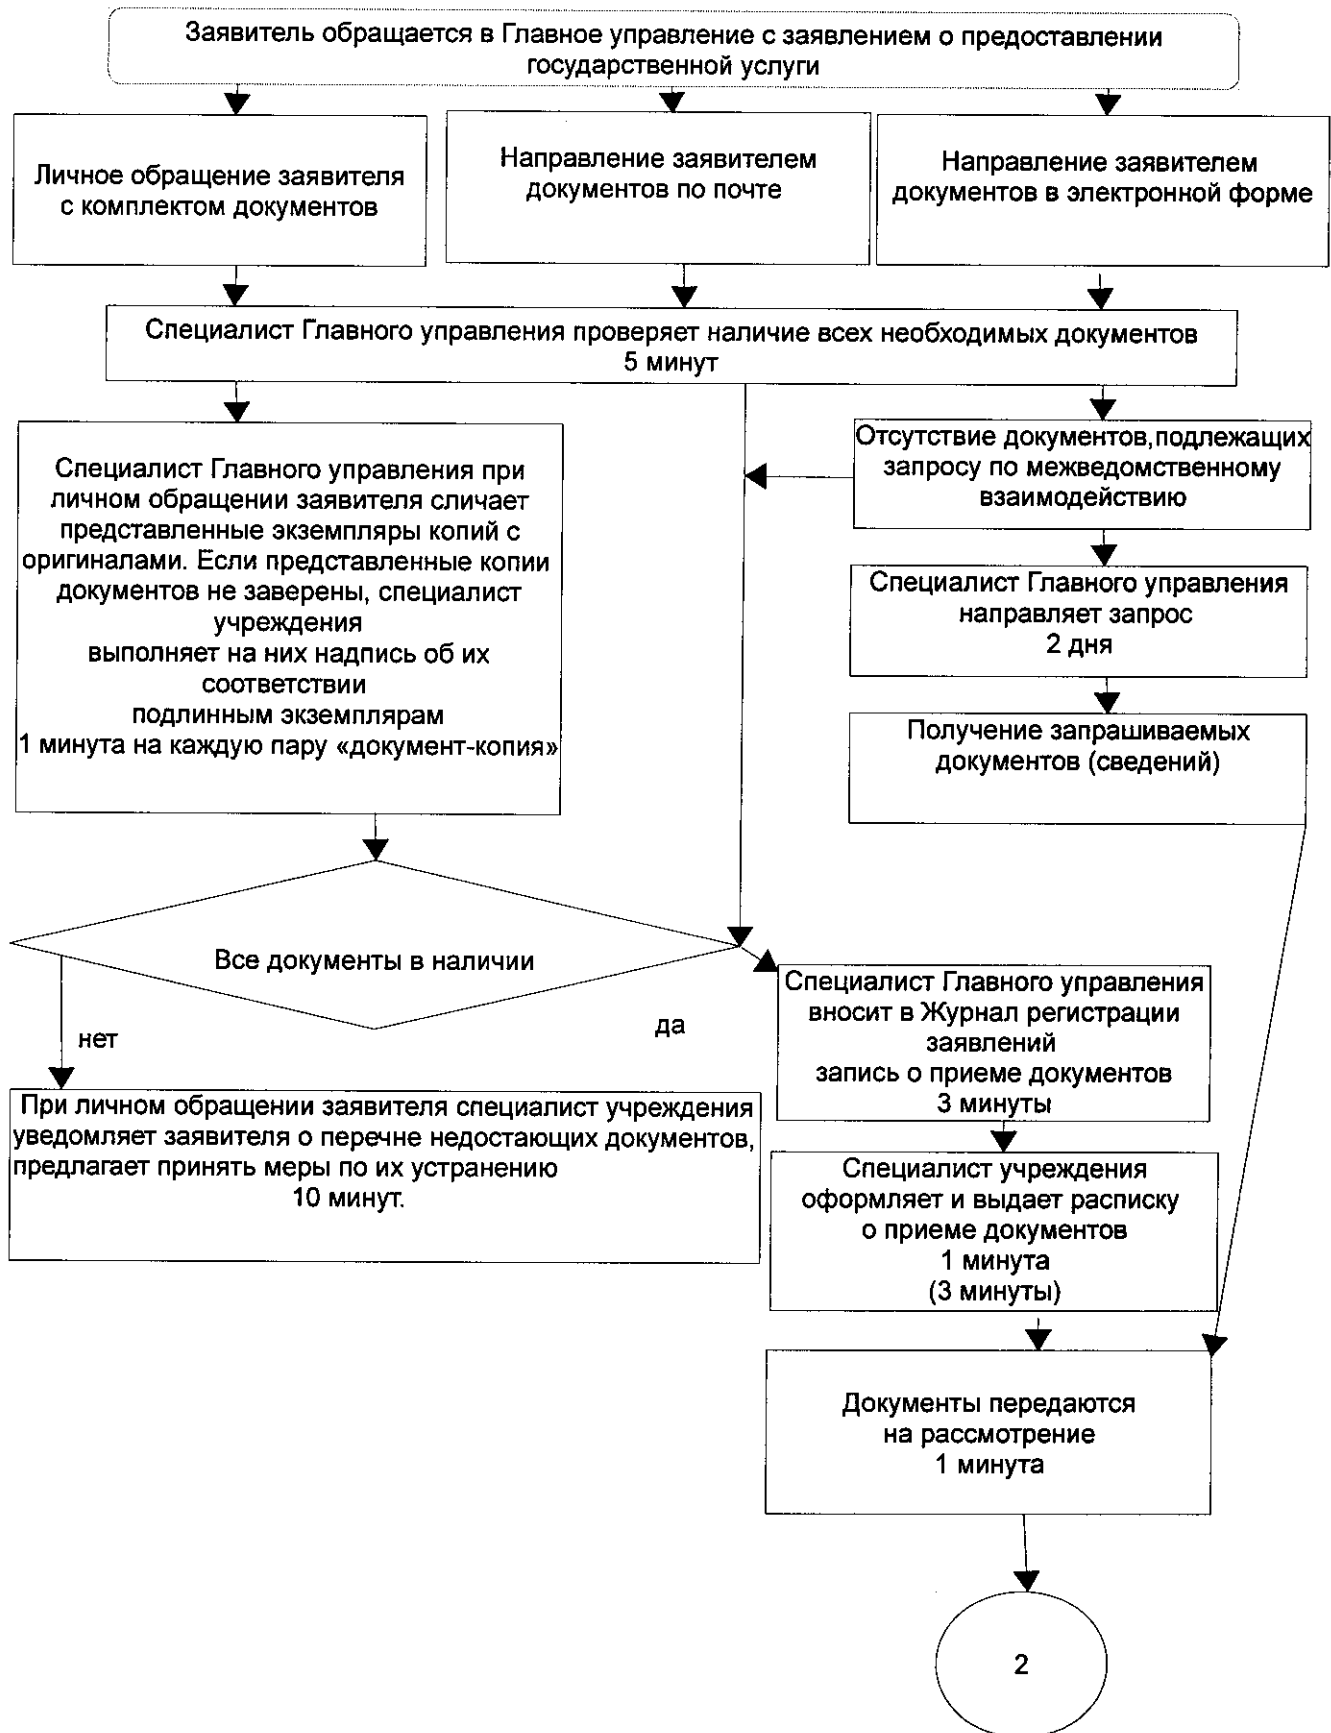 Заявитель обращается в Главное управление с заявлением о предоставлении
государственной услуги
Личное обращение заявителя
с комплектом документов
Направление заявителем
документов по почте
Направление заявителем
документов в электронной форме
Специалист Главного управления проверяет наличие всех необходимых документов
5 минут
Специалист Главного управления при
личном обращении заявителя сличает
представленные экземпляры копий с
оригиналами. Если представленные копии
документов не заверены, специалист
учреждения
выполняет на них надпись об их
соответствии
подлинным экземплярам
1 минута на каждую пару «документ-копия»
Отсутствие документов,подлежащих
запросу по межведомственному
взаимодействию
Специалист Главного управления
направляет запрос
2 дня
Получение запрашиваемых
документов (сведений)
Все документы в наличии
нет
да
Специалист Главного управления
вносит в Журнал регистрации
заявлений
запись о приеме документов
3 минуты
При личном обращении заявителя специалист учреждения
уведомляет заявителя о перечне недостающих документов,
предлагает принять меры по их устранению
10 минут.
Специалист учреждения
оформляет и выдает расписку
о приеме документов
1 минута
(3 минуты)
Документы передаются
на рассмотрение
1 минута
2